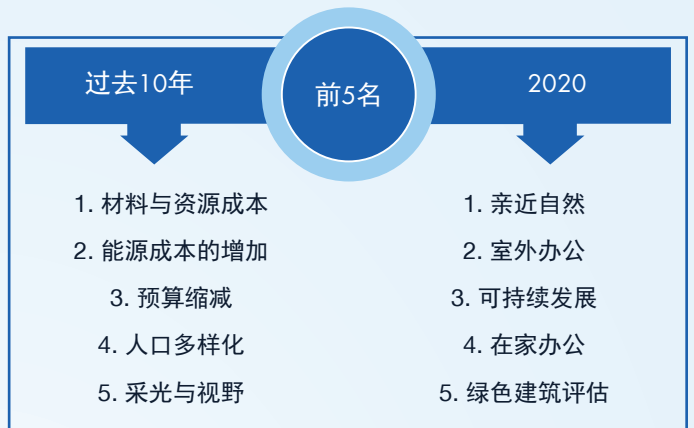 过去10年
前5名
2020
1. 材料与资源成本
2. 能源成本的增加
3. 预算缩减
4. 人口多样化
5. 采光与视野
1. 亲近自然
2. 室外办公
3. 可持续发展
4. 在家办公
5. 绿色建筑评估